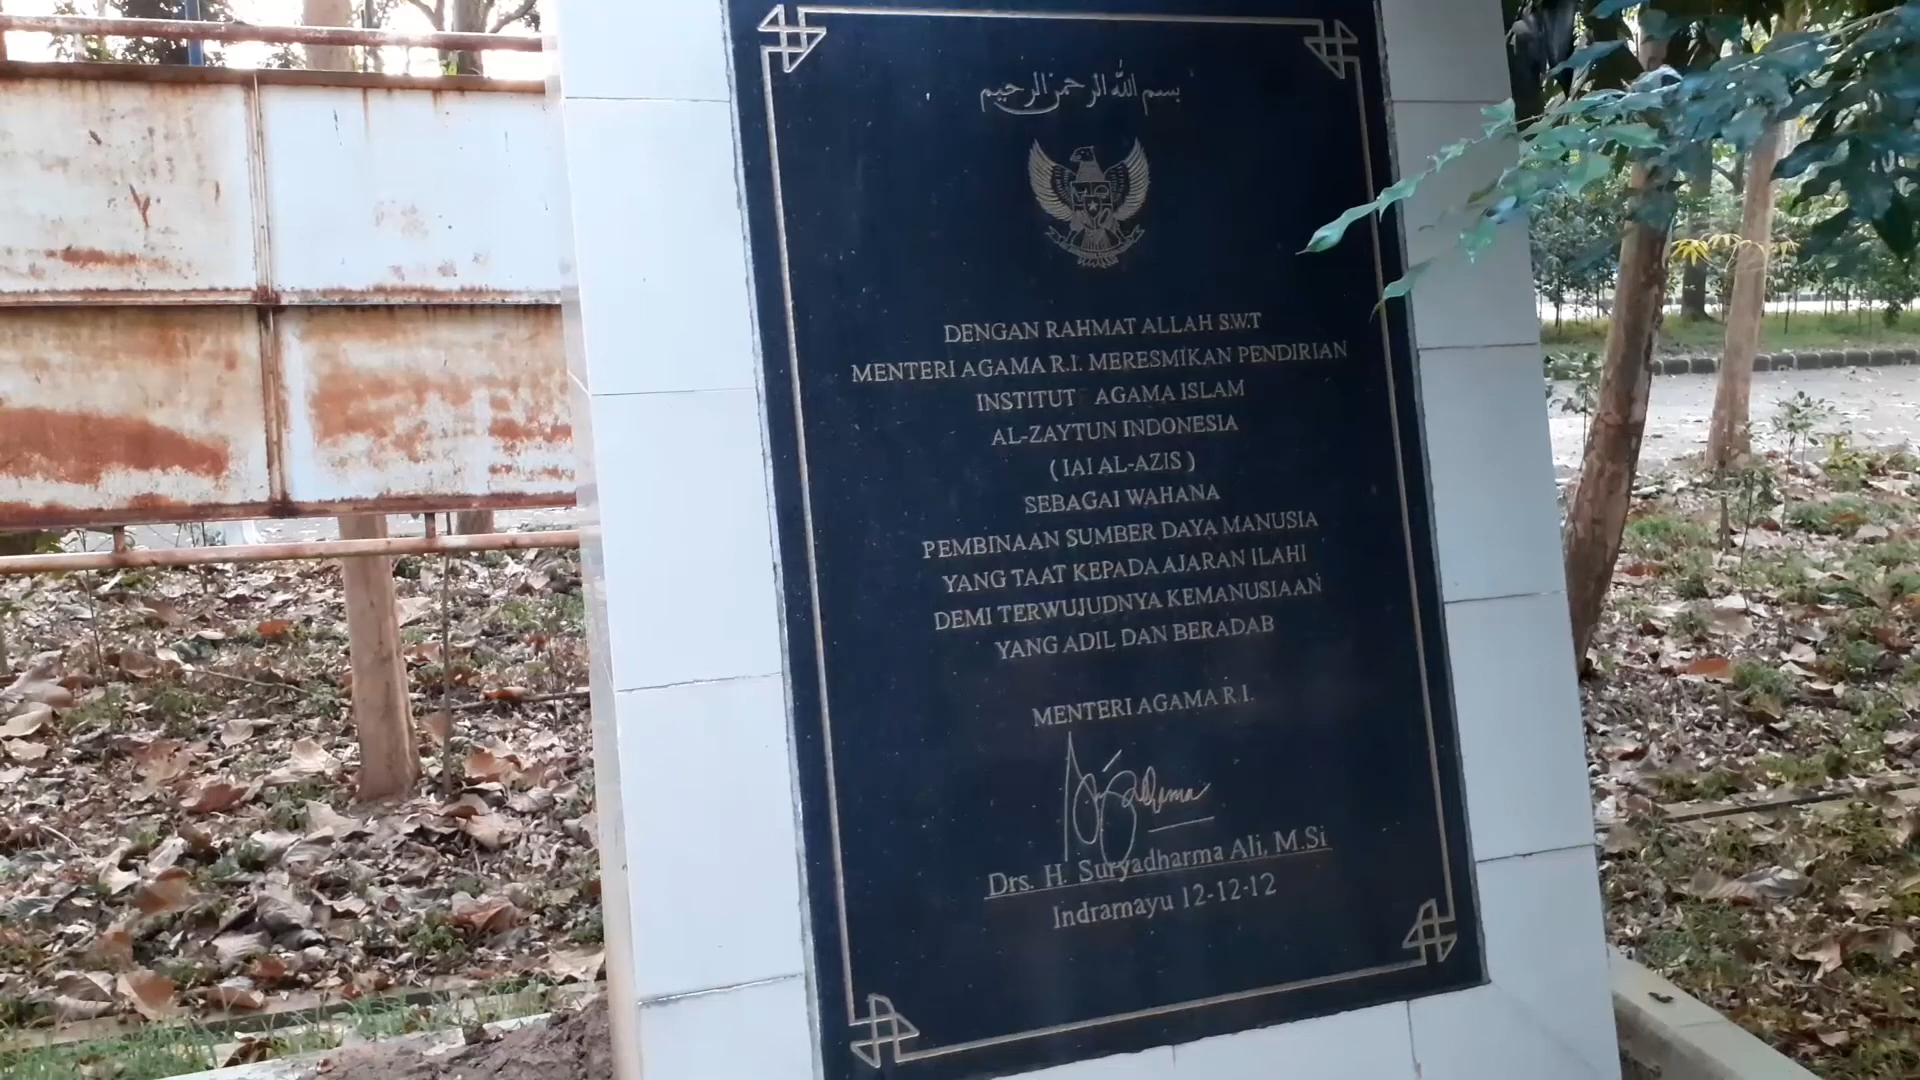 بسم الله الرحمن الرحيم
DENGAN RAHMAT ALLAH S.W.T
MENTERI AGAMA R.I. MERESMIKAN PENDIRIAN
INSTITUT AGAMA ISLAM
AL-ZAYTUN INDONESIA
( IAI AL-AZIS )
SEBAGAI WAHANA
PEMBINAAN SUMBER DAYA MANUSIA
YANG TAAT KEPADA AJARAN ILAHI
DEMI TERWUJUDNYA KEMANUSIAAN
YANG ADIL DAN BERADAB
MENTERI AGAMA R.I.
Drs. H. Suryadharma Ali, M.Si
Indramayu 12-12-12